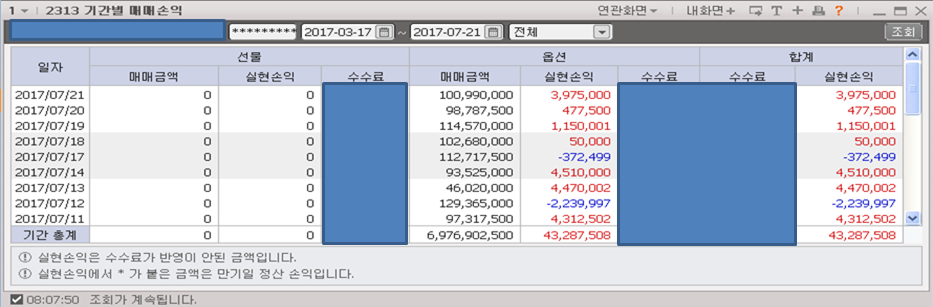 1 2313 기간별 매매손익 연관화면 내화면+ T + ?
********* 2017-03-17 ~ 2017-07-21 전체 조회
일자 선물 옵션 합계
매매금액 실현손익 수수료 매매금액 실현손익 수수료 수수료 실현손익
2017/07/21 0 0 100,990,000 3,975,000 3,975,000
2017/07/20 0 0 98,787,500 477,500 477,500
2017/07/19 0 0 114,570,000 1,150,001 1,150,001
2017/07/18 0 0 102,680,000 50,000 50,000
2017/07/17 0 0 112,717,500 -372,499 -372,499
2017/07/14 0 0 93,525,000 4,510,000 4,510,000
2017/07/13 0 0 46,020,000 4,470,002 4,470,002
2017/07/12 0 0 129,365,000 -2,239,997 -2,239,997
2017/07/11 0 0 97,317,500 4,312,502 4,312,502
기간 총계 0 0 6,976,902,500 43,287,508 43,287,508
실현손익은 수수료가 반영이 안된 금액입니다.
실현손익에서 * 가 붙은 금액은 만기일 정산 손익입니다.
08:07:50 조회가 계속됩니다.